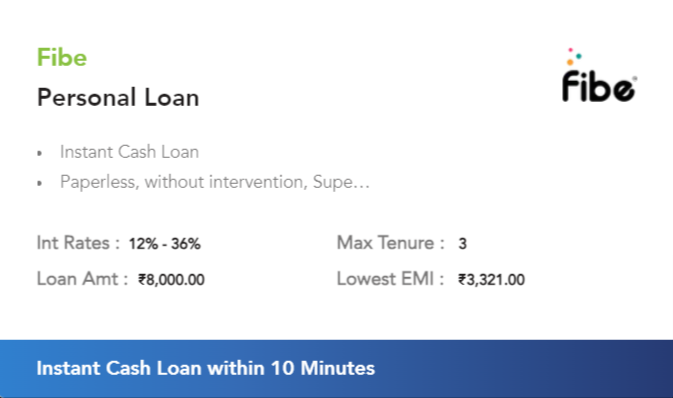 Fibe
fibe
Personal Loan
• Instant Cash Loan
• Paperless, without intervention, Supe...
Int Rates : 12% - 36%
Max Tenure : 3
Loan Amt : ₹8,000.00
Lowest EMI : ₹3,321.00
Instant Cash Loan within 10 Minutes